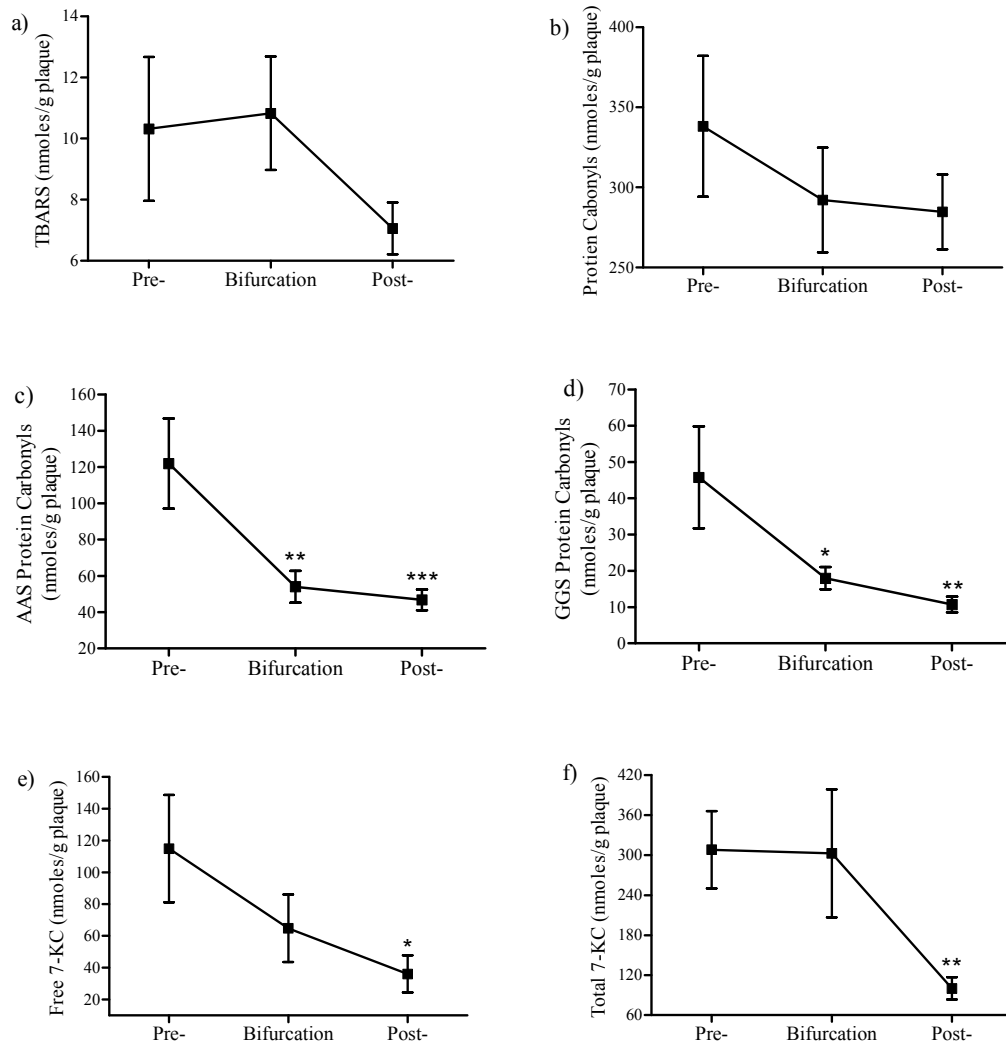 a)
TBARS (nmoles/g plaque)
14
12
10
8
6
Pre- Bifurcation Post-
b)
Protien Cabonyls (nmoles/g plaque)
400
350
300
250
Pre- Bifurcation Post-
c)
AAS Protein Carbonyls
(nmoles/g plaque)
160
140
120
100
80
60
40
20
** ***
Pre- Bifurcation Post-
d)
GGS Protein Carbonyls
(nmoles/g plaque)
70
60
50
40
30
20
10
0
* **
Pre- Bifurcation Post-
e)
Free 7-KC (nmoles/g plaque)
160
140
120
100
80
60
40
20
*
Pre- Bifurcation Post-
f)
Total 7-KC (nmoles/g plaque)
420
360
300
240
180
120
60
**
Pre- Bifurcation Post-